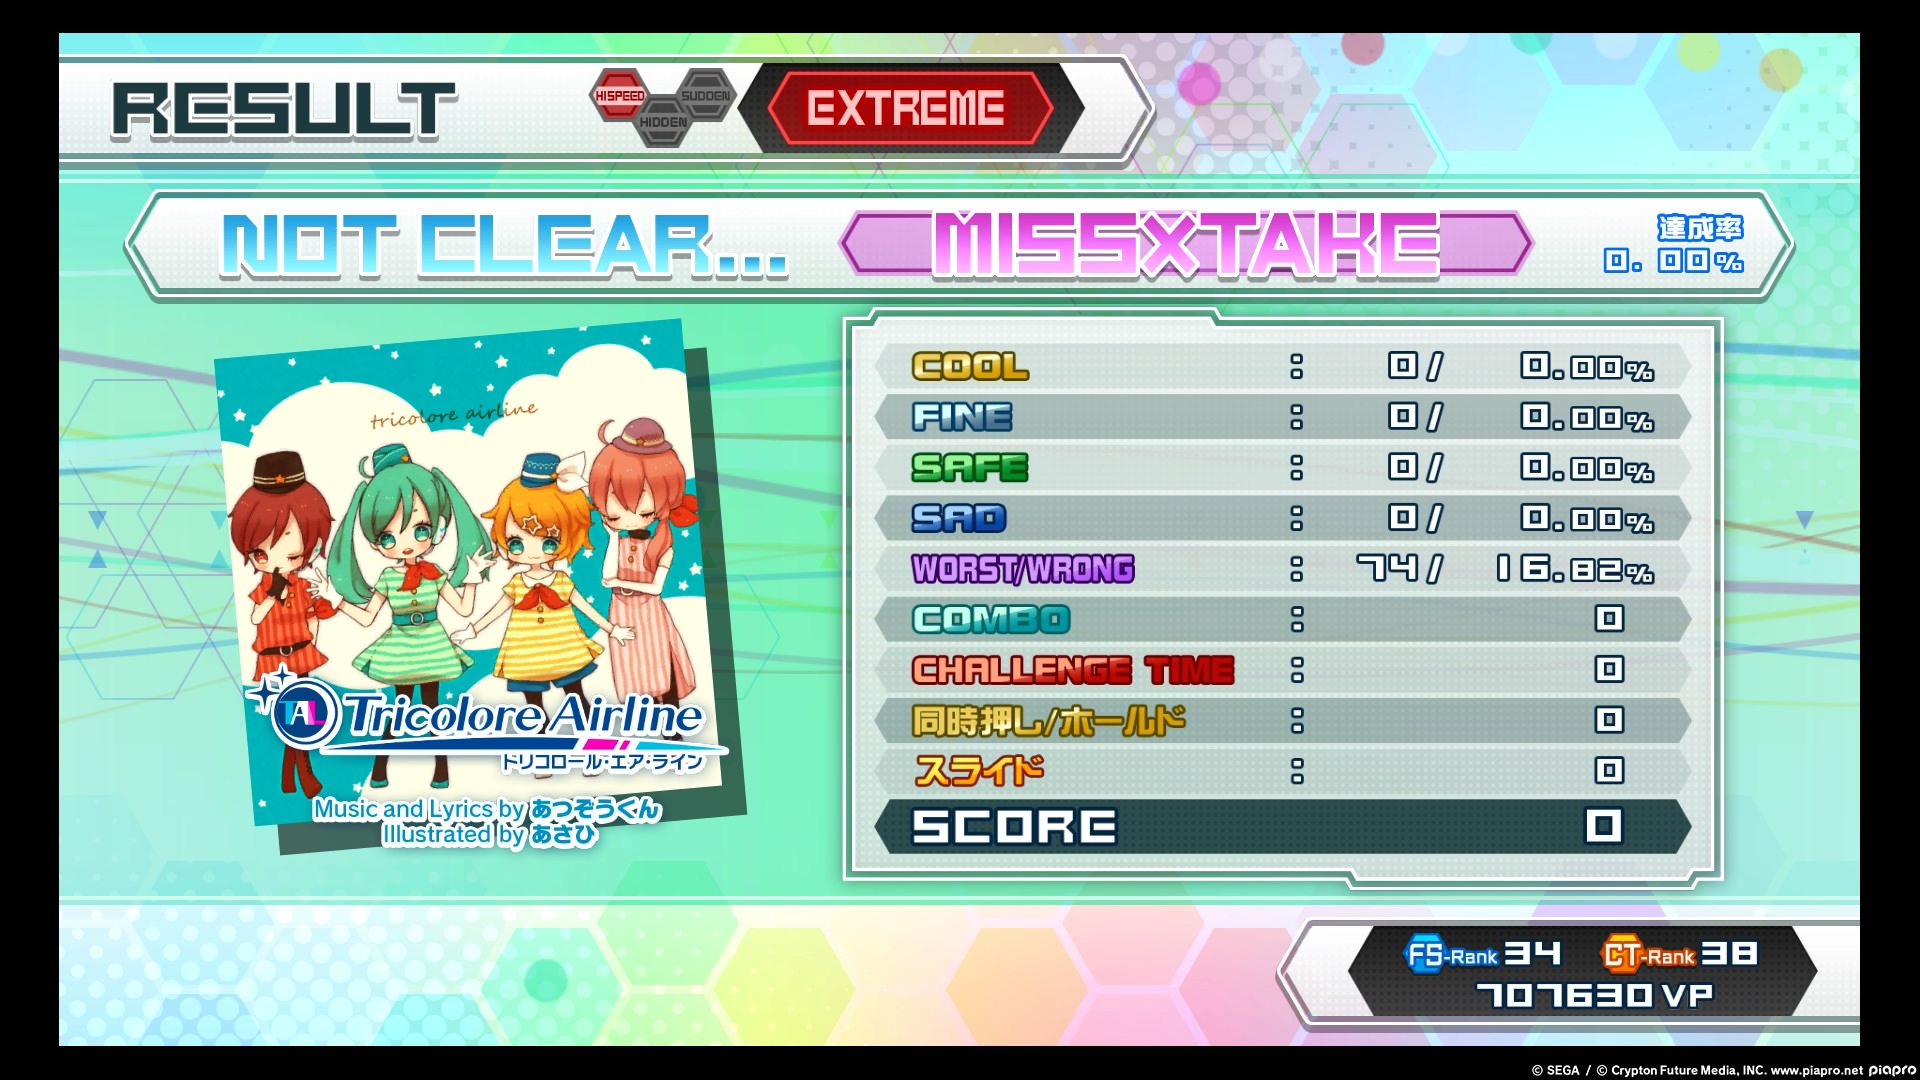 RESULT
HISPEED
HIDDEN
SUDDEN
EXTREME
NOT CLEAR...
MISS×TAKE
達成率
0.00%
tricolore airline
TAL
Tricolore Airline
トリコロール・エア・ライン
Music and Lyrics by あつぞうくん
Illustrated by あさひ
COOL : 0/ 0.00%
FINE : 0/ 0.00%
SAFE : 0/ 0.00%
SAD : 0/ 0.00%
WORST/WRONG : 74/ 16.82%
COMBO : 0
CHALLENGE TIME : 0
同時押し/ホールド : 0
スライド : 0
SCORE 0
FS-Rank 34 CT-Rank 38
707630 VP
© SEGA / © Crypton Future Media, INC. www.piapro.net piapro